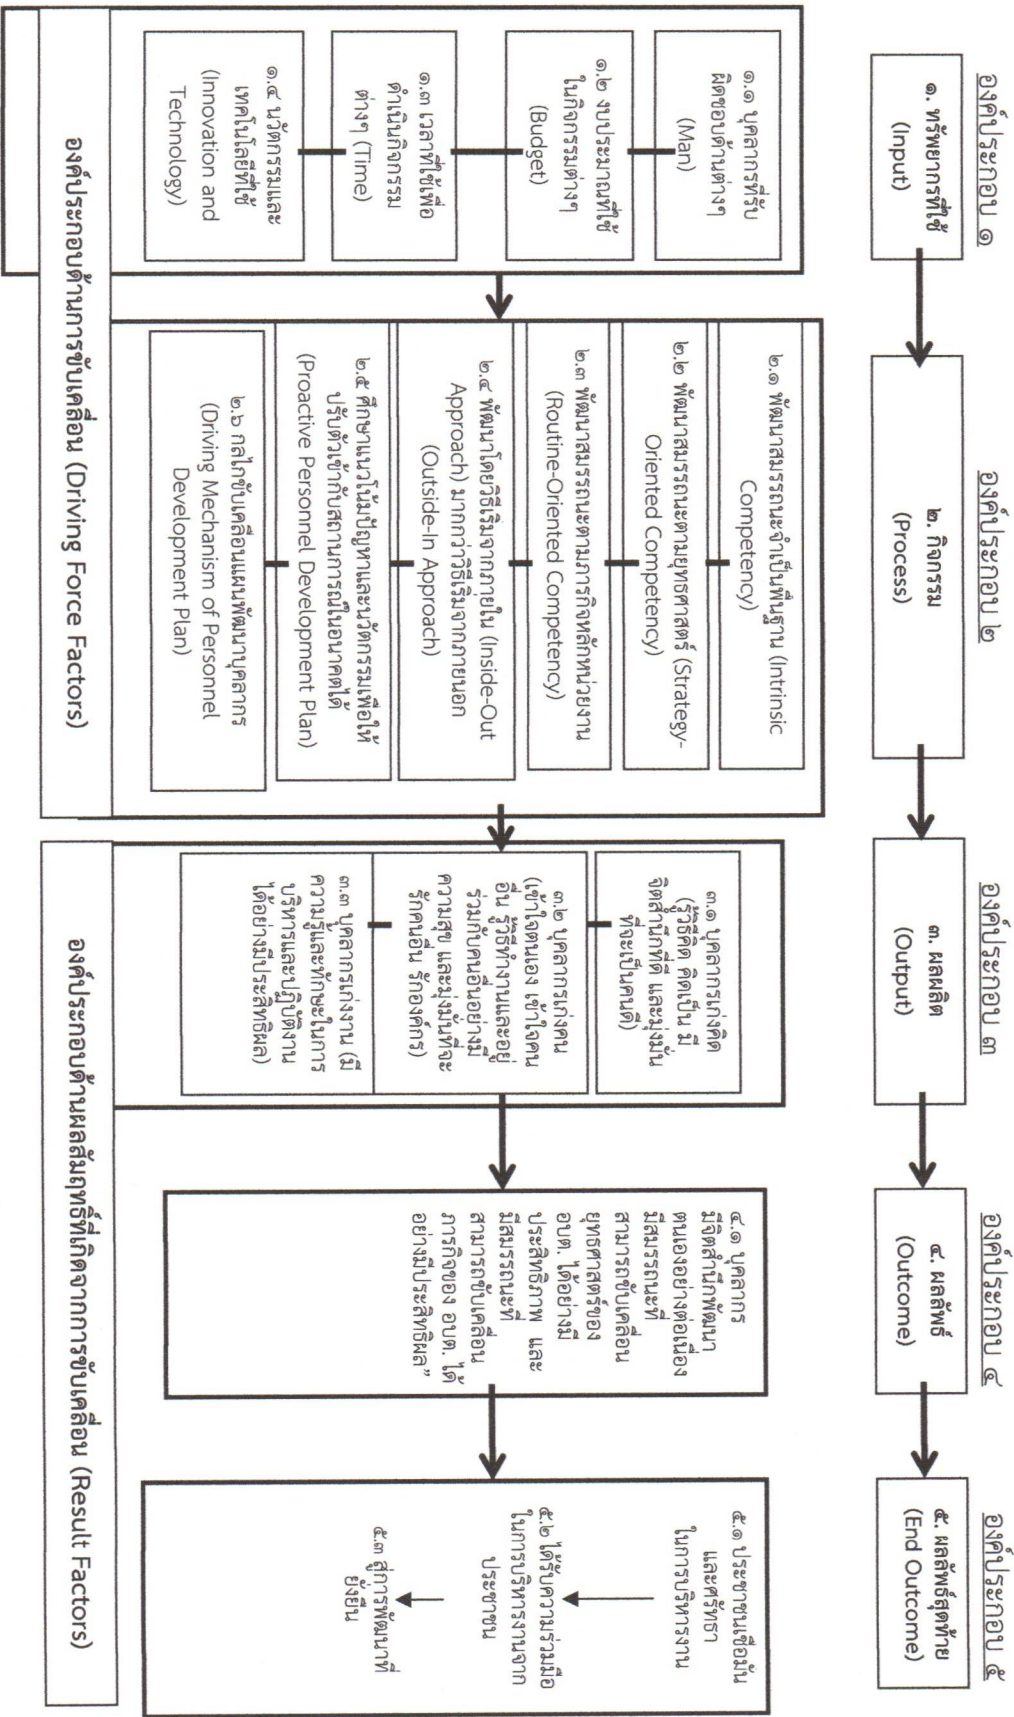 องค์ประกอบ ๑
องค์ประกอบ ๒
องค์ประกอบ ๓
องค์ประกอบ ๔
องค์ประกอบ ๕
๑. ทรัพยากรที่ใช้
(Input)
๒. กิจกรรม
(Process)
๓. ผลผลิต
(Output)
๔. ผลลัพธ์
(Outcome)
๕. ผลลัพธ์สุดท้าย
(End Outcome)
๑.๑ บุคลากรที่รับ
ผิดชอบด้านต่างๆ
(Man)
๑.๒ งบประมาณที่ใช้
ในกิจกรรมต่างๆ
(Budget)
๑.๓ เวลาที่ใช้เพื่อ
ดำเนินกิจกรรม
ต่างๆ (Time)
๑.๔ นวัตกรรมและ
เทคโนโลยีที่ใช้
(Innovation and
Technology)
๒.๑ พัฒนาสมรรถนะจำเป็นพื้นฐาน (Intrinsic
Competency)
๒.๒ พัฒนาสมรรถนะตามยุทธศาสตร์ (Strategy-
Oriented Competency)
๒.๓ พัฒนาสมรรถนะตามภารกิจหลักหน่วยงาน
(Routine-Oriented Competency)
๒.๔ พัฒนาโดยวิธีเริ่มจากภายใน (Inside-Out
Approach) มากกว่าวิธีเริ่มจากภายนอก
(Outside-In Approach)
๒.๕ ศึกษาแนวโน้มปัญหาและนวัตกรรมเพื่อให้
ปรับตัวเข้ากับสถานการณ์ในอนาคตได้
(Proactive Personnel Development Plan)
๒.๖ กลไกขับเคลื่อนแผนพัฒนาบุคลากร
(Driving Mechanism of Personnel
Development Plan)
๓.๑ บุคลากรเก่งคิด
(รู้วิธีคิด คิดเป็น มี
จิตสำนึกที่ดี และมุ่งมั่น
ที่จะเป็นคนดี)
๓.๒ บุคลากรเก่งคน
(เข้าใจตนเอง เข้าใจคน
อื่น รู้วิธีทำงานและอยู่
ร่วมกับคนอื่นอย่างมี
ความสุข และมุ่งมั่นที่จะ
รักคนอื่น รักองค์กร)
๓.๓ บุคลากรเก่งงาน (มี
ความรู้และทักษะในการ
บริหารและปฏิบัติงาน
ได้อย่างมีประสิทธิผล)
๔.๑ บุคลากร
มีจิตสำนึกพัฒนา
ตนเองอย่างต่อเนื่อง
มีสมรรถนะที่
สามารถขับเคลื่อน
ยุทธศาสตร์ของ
อบต. ได้อย่างมี
ประสิทธิภาพ และ
มีสมรรถนะที่
สามารถขับเคลื่อน
ภารกิจของ อบต. ได้
อย่างมีประสิทธิผล”
๕.๑ ประชาชนเชื่อมั่น
และศรัทธา
ในการบริหารงาน
๕.๒ ได้รับความร่วมมือ
ในการบริหารงานจาก
ประชาชน
๕.๓ สู่การพัฒนาที่
ยั่งยืน
องค์ประกอบด้านการขับเคลื่อน (Driving Force Factors)
องค์ประกอบด้านผลสัมฤทธิ์ที่เกิดจากการขับเคลื่อน (Result Factors)